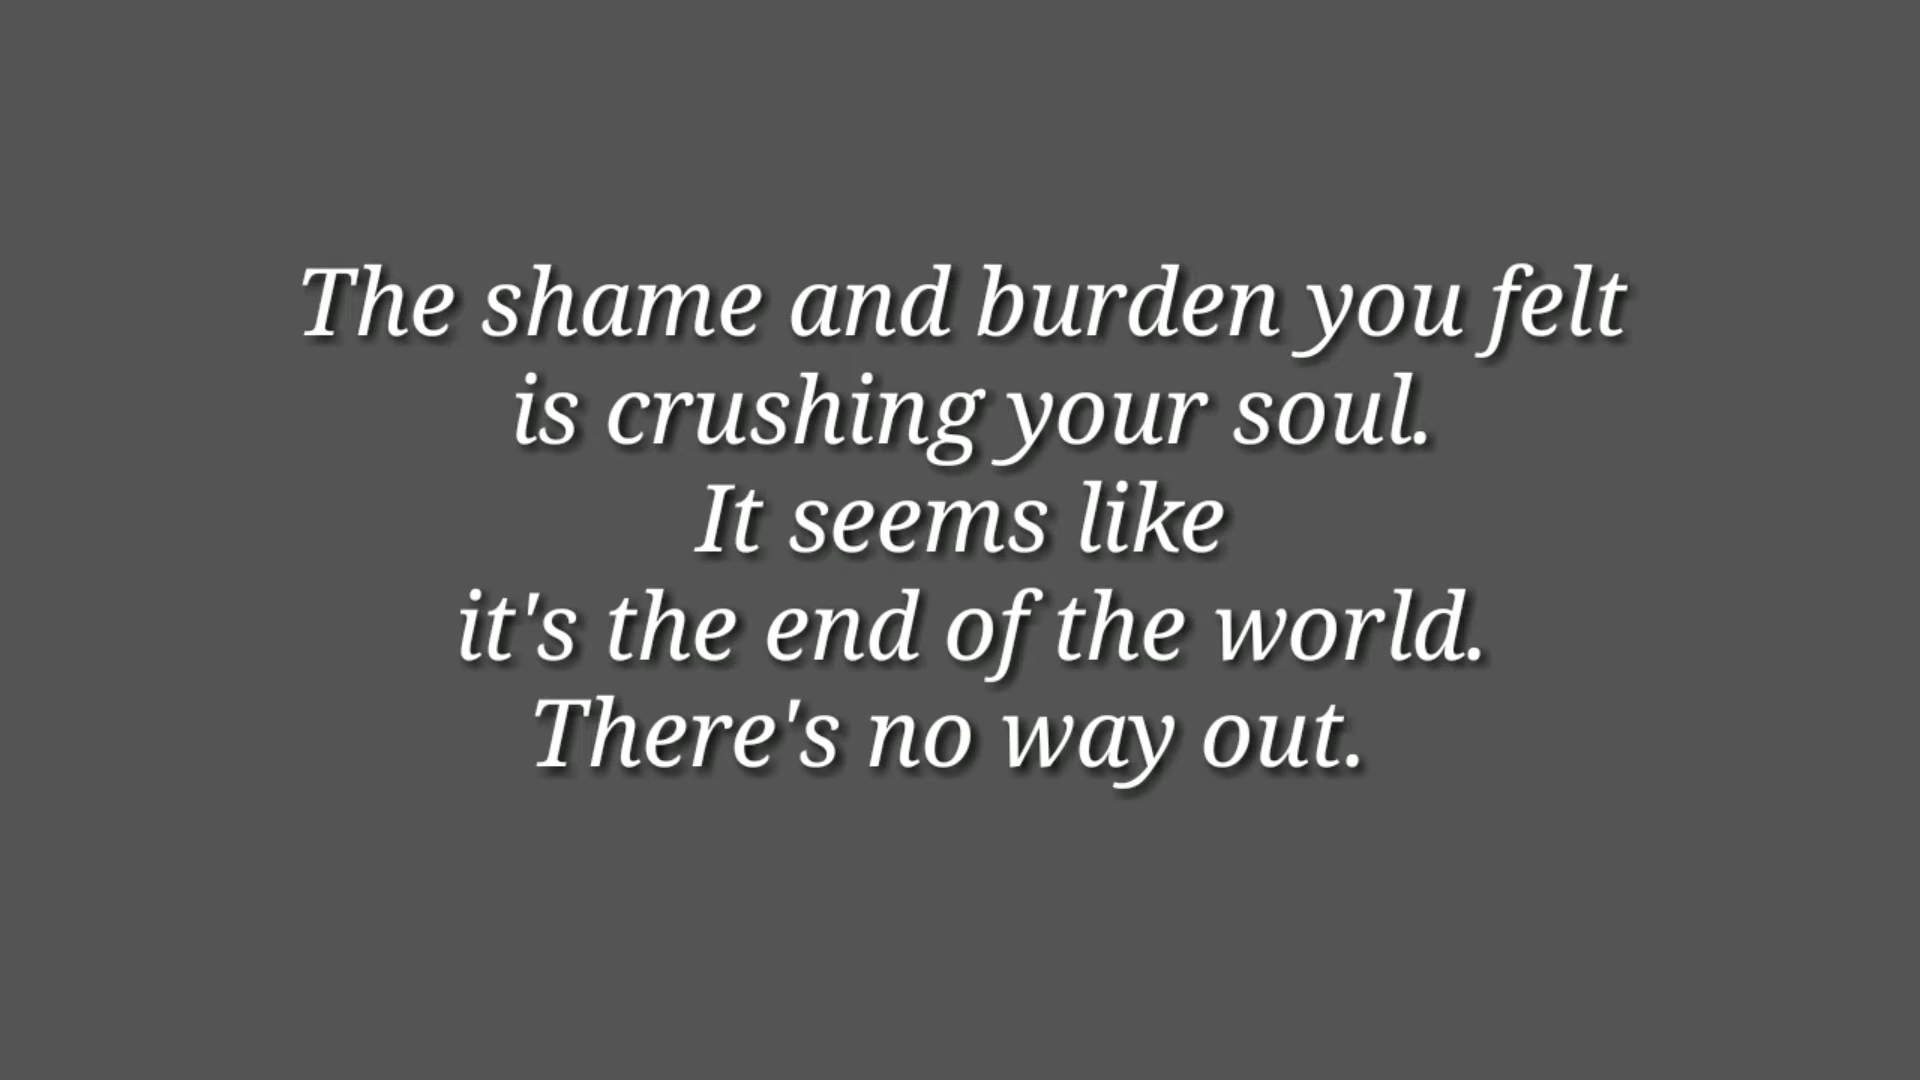 The shame and burden you felt
is crushing your soul.
It seems like
it's the end of the world.
There's no way out.